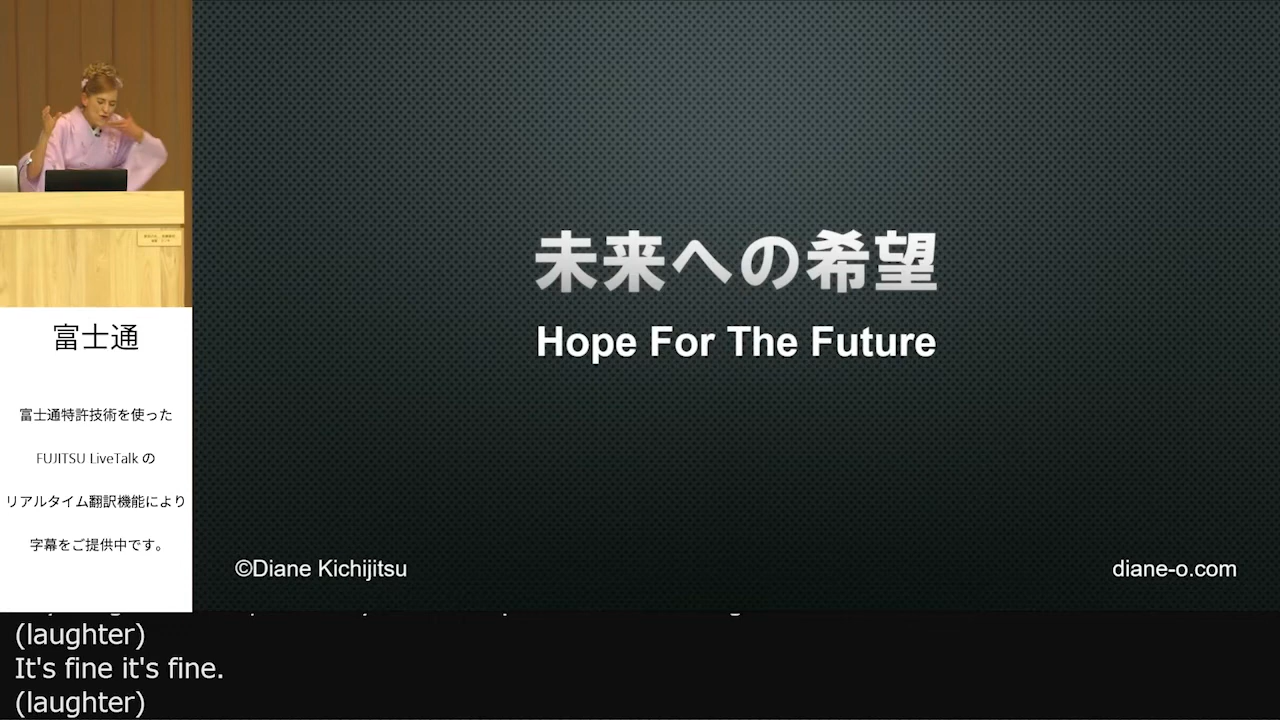 未来への希望
Hope For The Future
©Diane Kichijitsu
diane-o.com
富士通
富士通特許技術を使った
FUJITSU LiveTalk の
リアルタイム翻訳機能により
字幕をご提供中です。
(laughter)
It's fine it's fine.
(laughter)